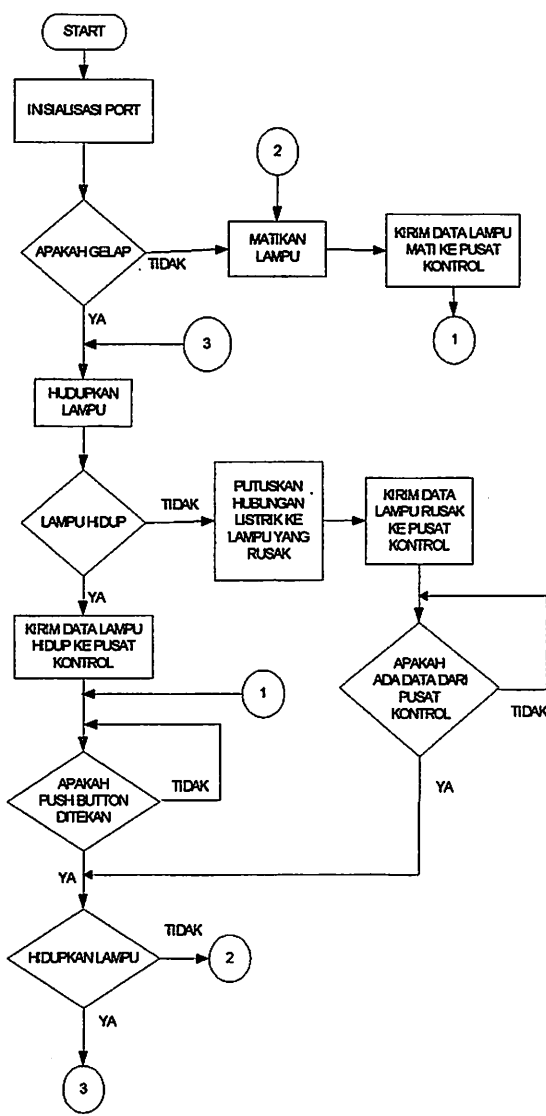 START
INISIALISASI PORT
2
APAKAH GELAP
TIDAK
MATIKAN
LAMPU
KIRIM DATA LAMPU
MATI KE PUSAT
KONTROL
YA
3
1
HUDUPKAN
LAMPU
LAMPU HIDUP
TIDAK
PUTUSKAN
HUBUNGAN
LISTRIK KE
LAMPU YANG
RUSAK
KIRIM DATA
LAMPU RUSAK
KE PUSAT
KONTROL
YA
KIRIM DATA LAMPU
HIDUP KE PUSAT
KONTROL
1
APAKAH
ADA DATA DARI
PUSAT
KONTROL
TIDAK
APAKAH
PUSH BUTTON
DITEKAN
TIDAK
YA
YA
HIDUPKAN LAMPU
TIDAK
2
YA
3